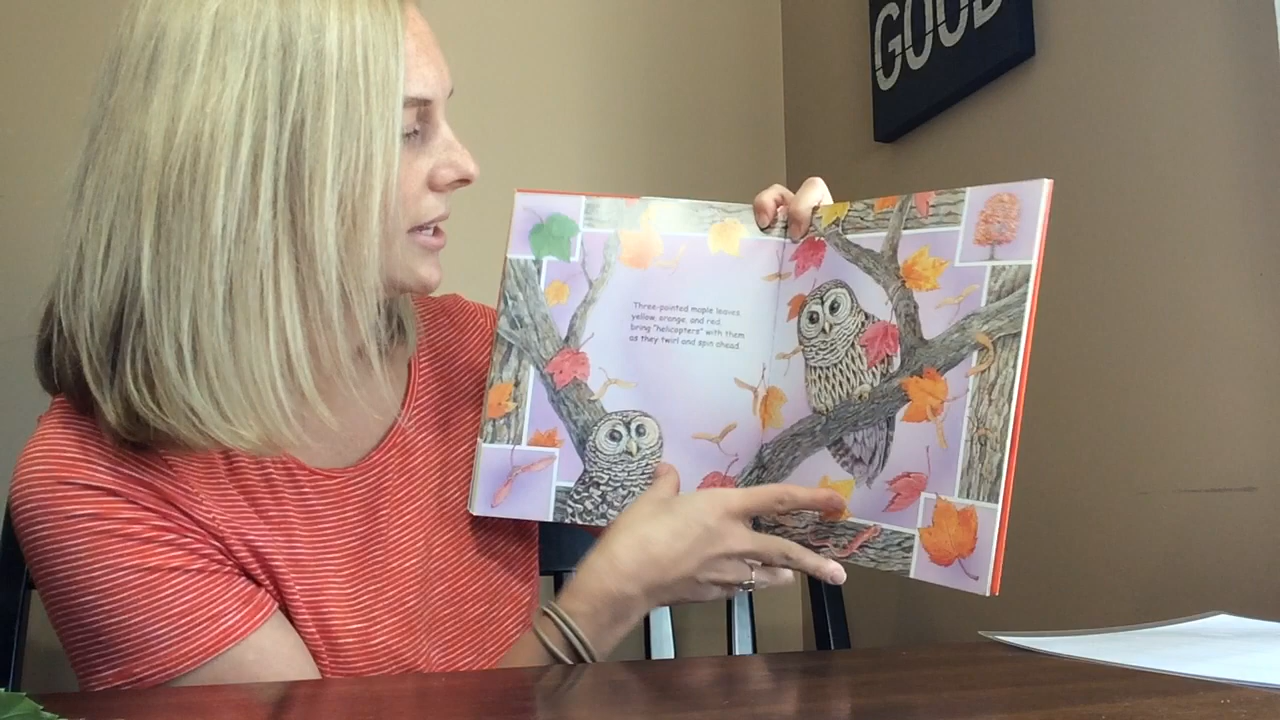 GOOD
Three-pointed maple leaves,
yellow, orange, and red,
bring "helicopters" with them
as they twirl and spin ahead.